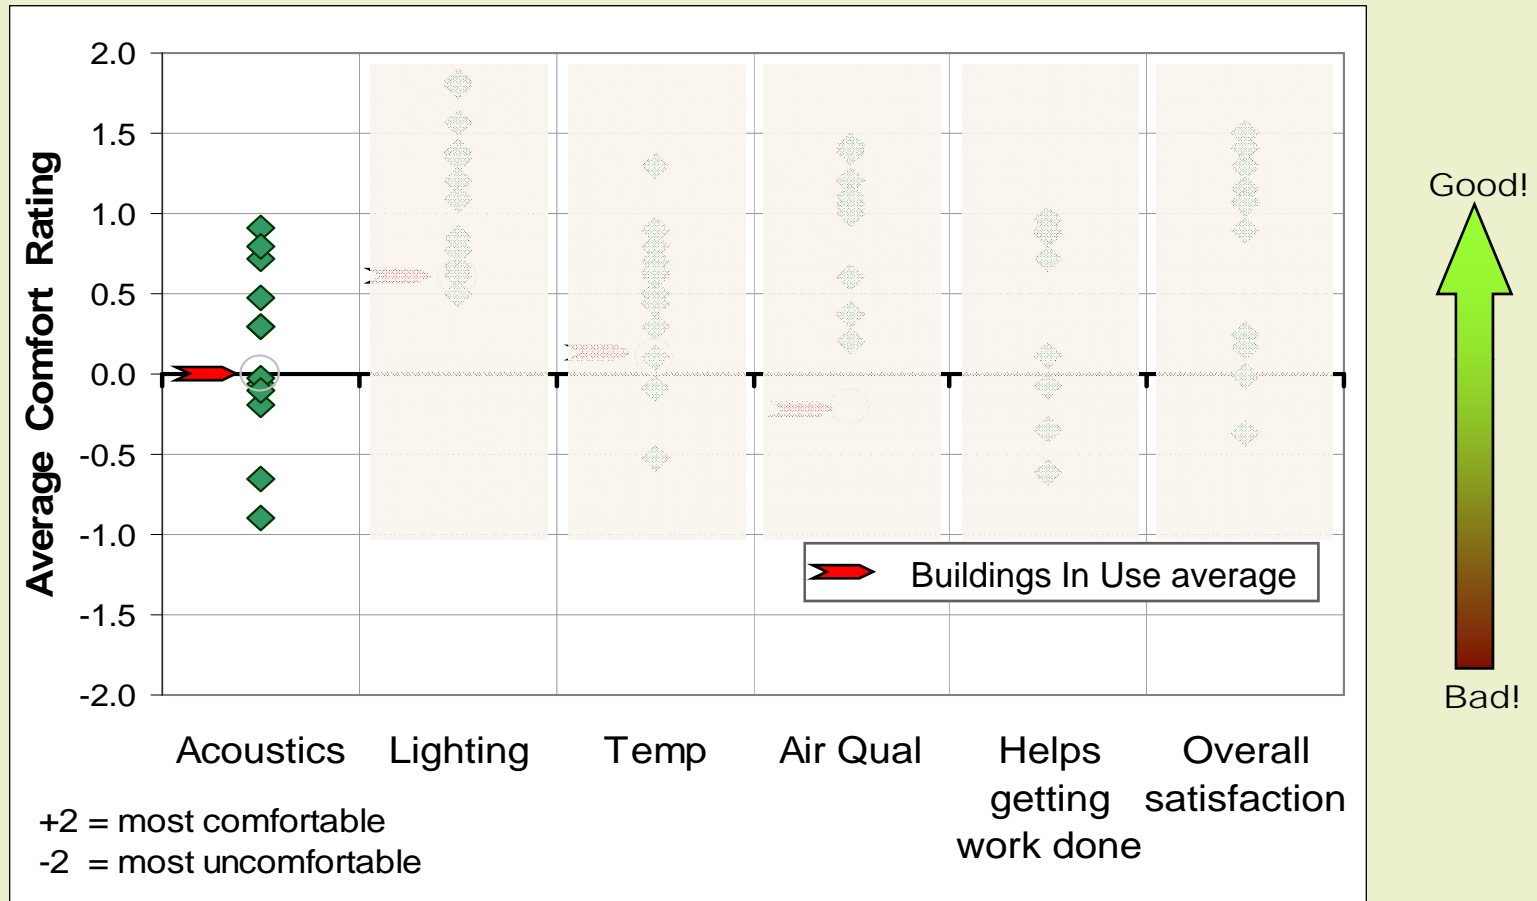 Average Comfort Rating
2.0
1.5
1.0
0.5
0.0
-0.5
-1.0
-1.5
-2.0
Buildings In Use average
Acoustics
Lighting
Temp
Air Qual
Helps
getting
work done
Overall
satisfaction
+2 = most comfortable
-2 = most uncomfortable
Good!
Bad!